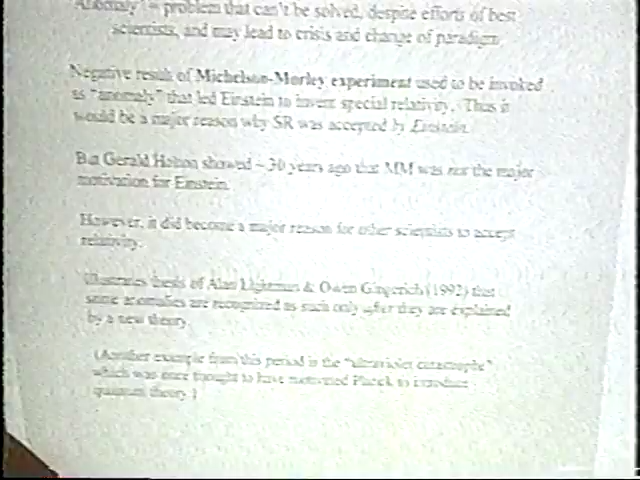 "Anomaly" = problem that can't be solved, despite efforts of best
scientists, and may lead to crisis and change of paradigm.
Negative result of Michelson-Morley experiment used to be invoked
as "anomaly" that led Einstein to invent special relativity. Thus it
would be a major reason why SR was accepted by Einstein.
But Gerald Holton showed ~30 years ago that MM was not the major
motivation for Einstein.
However, it did become a major reason for other scientists to accept
relativity.
Illustrates thesis of Alan Lightman & Owen Gingerich (1992) that
some anomalies are recognized as such only after they are explained
by a new theory.
(Another example from this period is the "ultraviolet catastrophe"
which was once thought to have motivated Planck to introduce
quantum theory.)